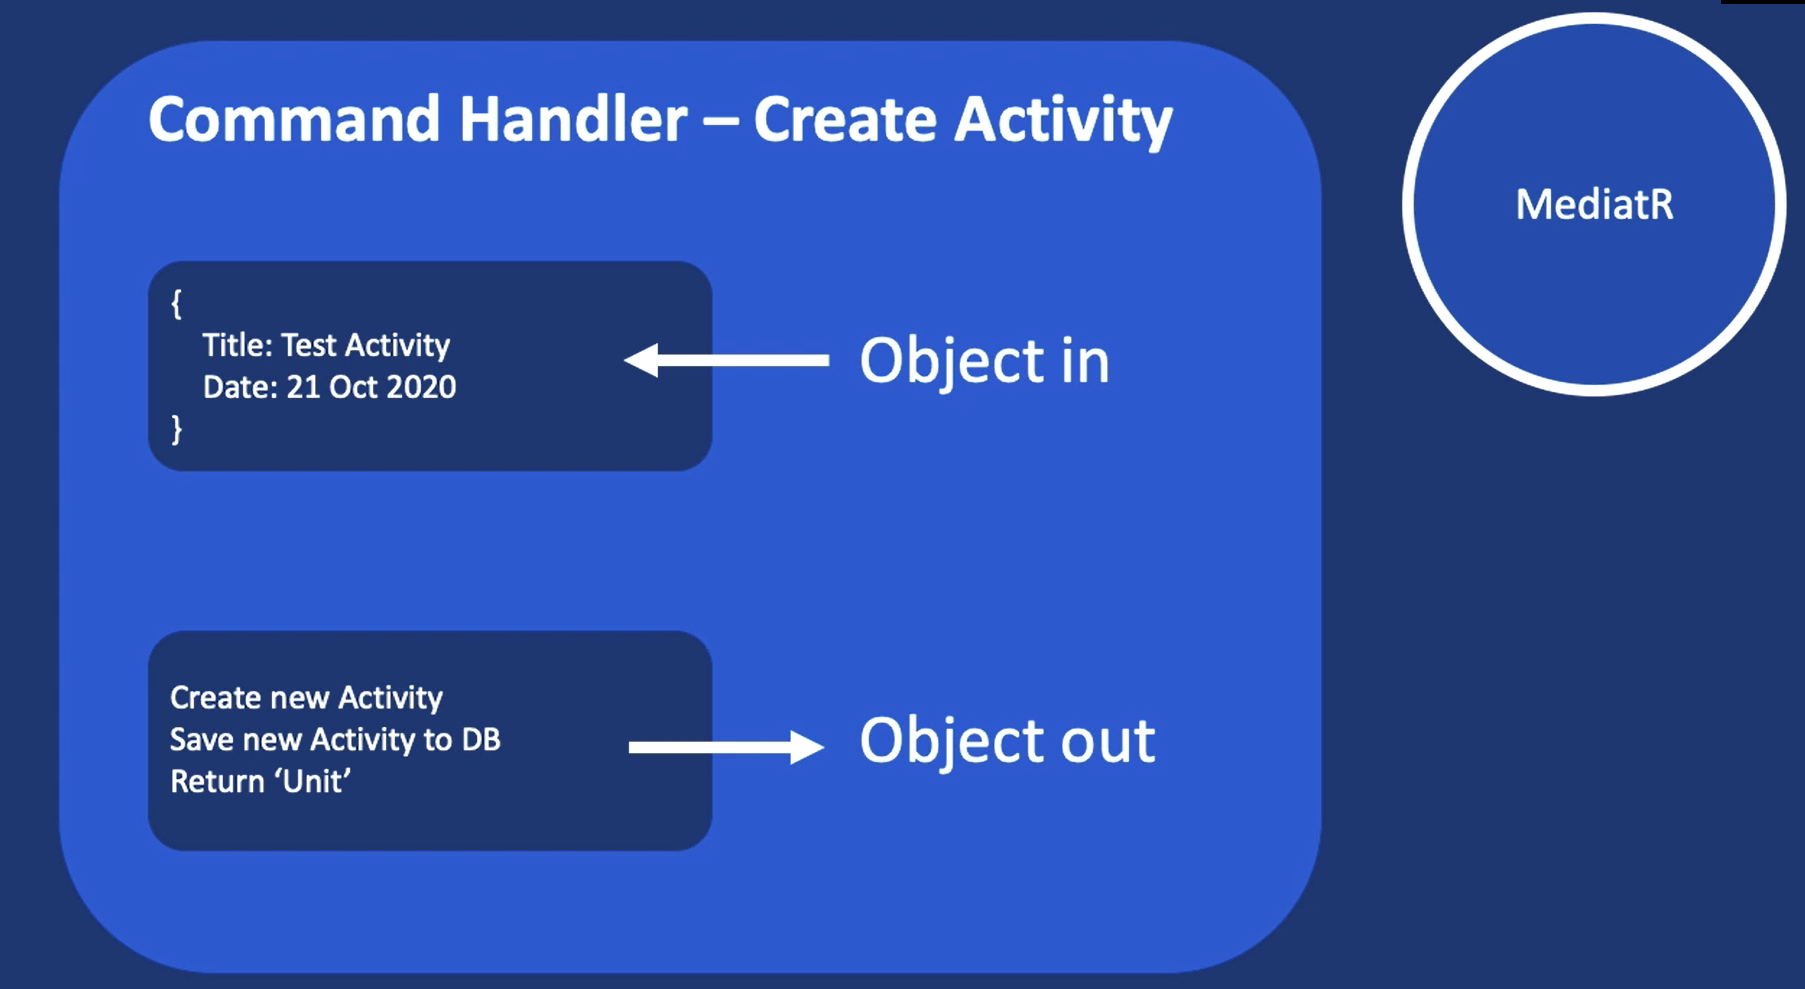 Command Handler – Create Activity
MediatR
{
Title: Test Activity
Date: 21 Oct 2020
}
Object in
Create new Activity
Save new Activity to DB
Return ‘Unit’
Object out